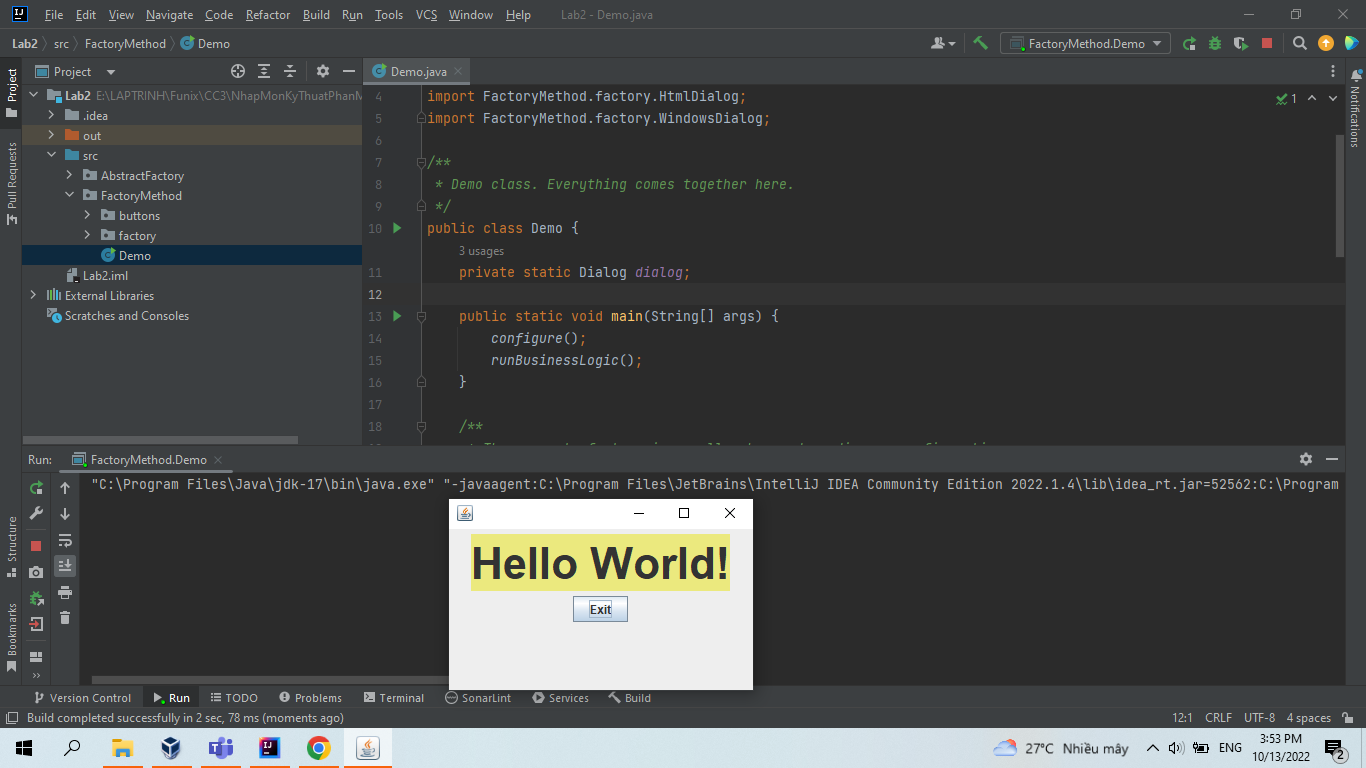 File Edit View Navigate Code Refactor Build Run Tools VCS Window Help Lab2 - Demo.java
Lab2 src FactoryMethod Demo FactoryMethod.Demo
Project
Pull Requests
Structure
Bookmarks
Project
Lab2 E:\LAPTRINH\Funix\CC3\NhapMonKyThuatPhanM
.idea
out
src
AbstractFactory
FactoryMethod
buttons
factory
Demo
Lab2.iml
External Libraries
Scratches and Consoles
Demo.java
4 import FactoryMethod.factory.HtmlDialog;
5 import FactoryMethod.factory.WindowsDialog;
6
7 /**
8 * Demo class. Everything comes together here.
9 */
10 public class Demo {
3 usages
11 private static Dialog dialog;
12
13 public static void main(String[] args) {
14 configure();
15 runBusinessLogic();
16 }
17
18 /**
1
Notifications
Run: FactoryMethod.Demo
"C:\Program Files\Java\jdk-17\bin\java.exe" "-javaagent:C:\Program Files\JetBrains\IntelliJ IDEA Community Edition 2022.1.4\lib\idea_rt.jar=52562:C:\Program
Hello World!
Exit
Version Control Run TODO Problems Terminal SonarLint Services Build
Build completed successfully in 2 sec, 78 ms (moments ago) 12:1 CRLF UTF-8 4 spaces
27°C Nhiều mây ENG 3:53 PM
10/13/2022 2